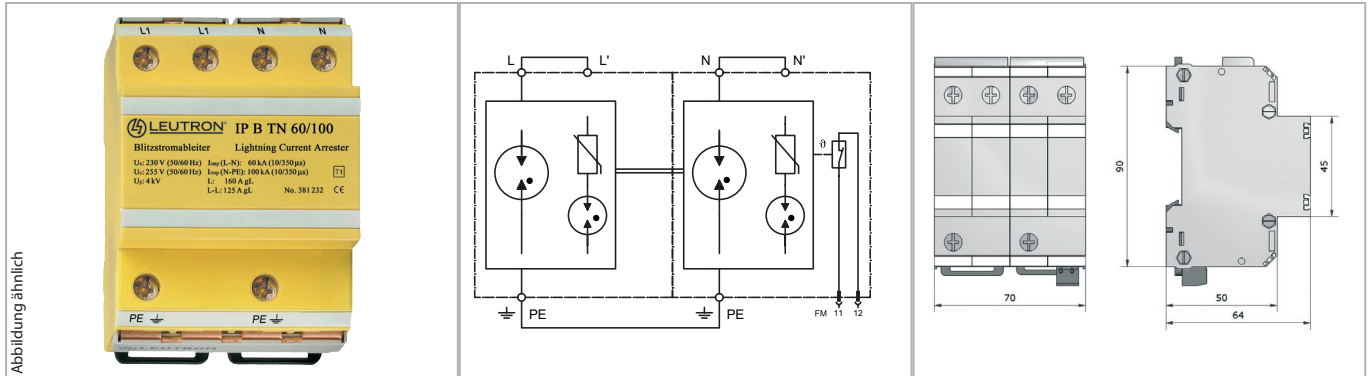 Abbildung ähnlich
L1 L1 N N
LEUTRON® IP B TN 60/100
Blitzstromableiter Lightning Current Arrester
Uₙ: 230 V (50/60 Hz) Iimp (L-N): 60 kA (10/350 µs)
U꜀: 255 V (50/60 Hz) Iimp (N-PE): 100 kA (10/350 µs)
Uₚ: 4 kV L: 160 A gL T1
L-L: 125 A gL No. 381 232 CE
PE PE
LEUTRON
L L' N N'
ϑ
PE PE FM 11 12
90
45
70
50
64